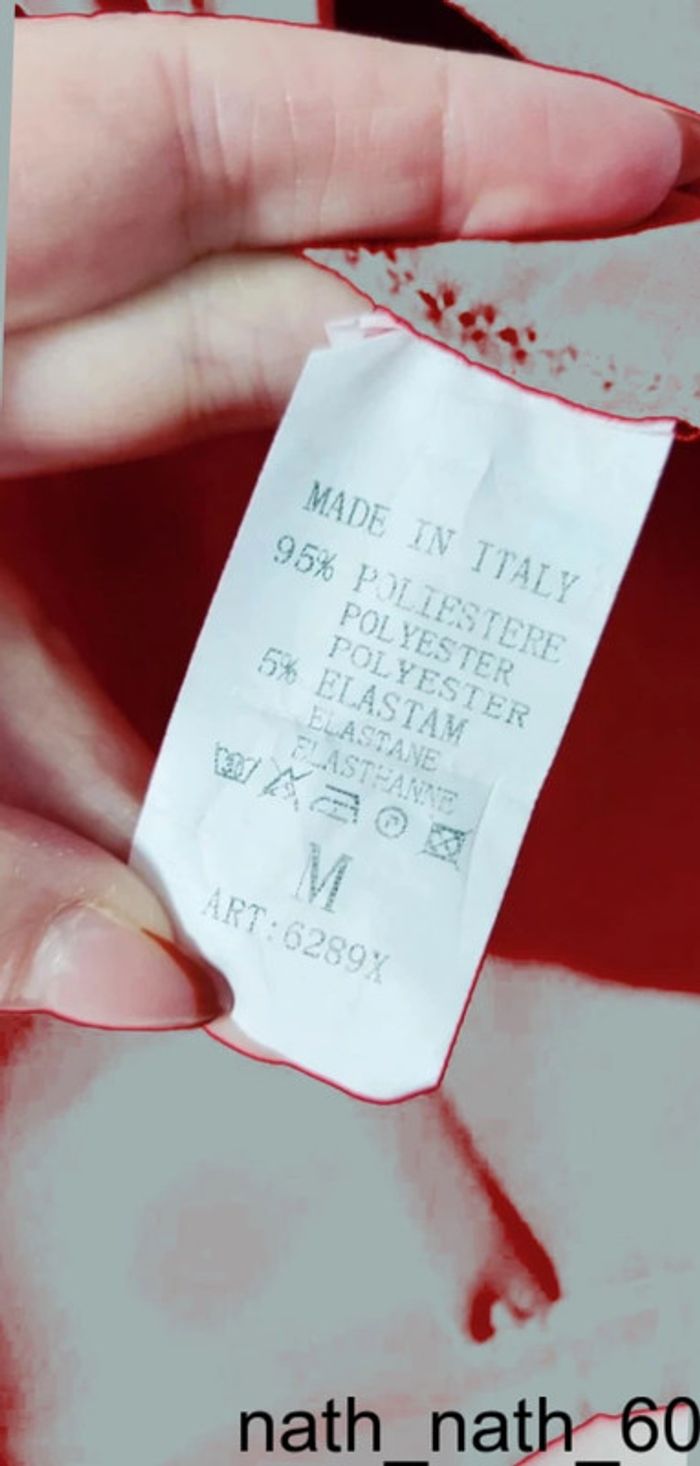 MADE IN ITALY
95% POLIESTERE
POLYESTER
POLYESTER
5% ELASTAM
ELASTANE
ELASTHANNE
M
ART:6289X
nath_nath_60